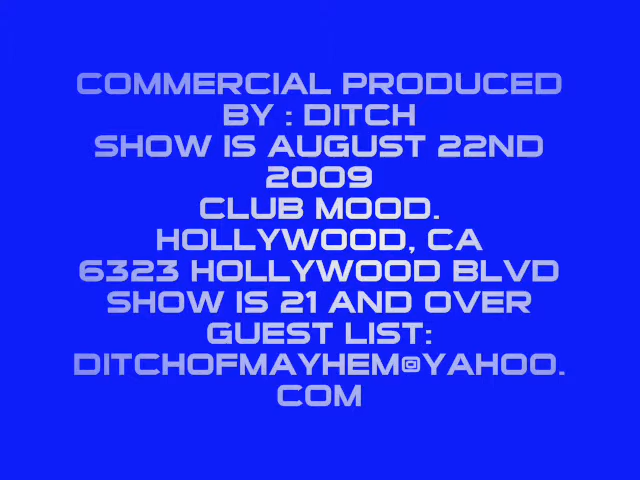 COMMERCIAL PRODUCED
BY : DITCH
SHOW IS AUGUST 22ND
2009
CLUB MOOD.
HOLLYWOOD, CA
6323 HOLLYWOOD BLVD
SHOW IS 21 AND OVER
GUEST LIST:
DITCHOFMAYHEM@YAHOO.
COM